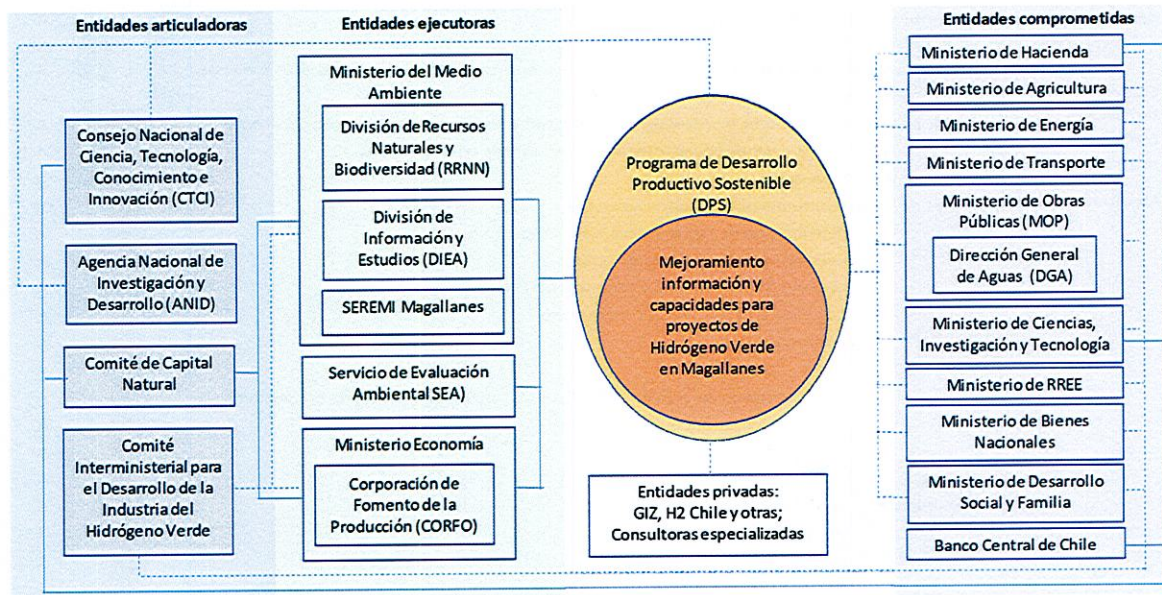 Entidades articuladoras
Consejo Nacional de
Ciencia, Tecnología,
Conocimiento e
Innovación (CTCI)
Agencia Nacional de
Investigación y
Desarrollo (ANID)
Comité de Capital
Natural
Comité
Interministerial para
el Desarrollo de la
Industria del
Hidrógeno Verde
Entidades ejecutoras
Ministerio del Medio
Ambiente
División de Recursos
Naturales y
Biodiversidad (RRNN)
División de
Información y
Estudios (DIEA)
SEREMI Magallanes
Servicio de Evaluación
Ambiental SEA)
Ministerio Economía
Corporación de
Fomento de la
Producción (CORFO)
Programa de Desarrollo
Productivo Sostenible
(DPS)
Mejoramiento
información y
capacidades para
proyectos de
Hidrógeno Verde
en Magallanes
Entidades privadas:
GIZ, H2 Chile y otras;
Consultoras especializadas
Entidades comprometidas
Ministerio de Hacienda
Ministerio de Agricultura
Ministerio de Energía
Ministerio de Transporte
Ministerio de Obras
Públicas (MOP)
Dirección General
de Aguas (DGA)
Ministerio de Ciencias,
Investigación y Tecnología
Ministerio de RREE
Ministerio de Bienes
Nacionales
Ministerio de Desarrollo
Social y Familia
Banco Central de Chile